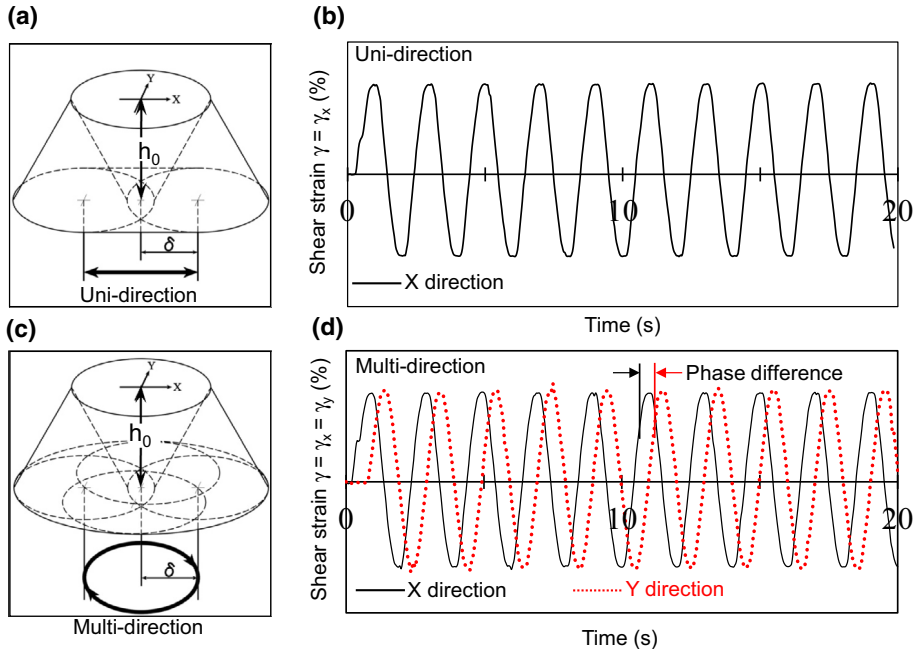 (a)
Y
X
h0
δ
Uni-direction
(b)
Uni-direction
Shear strain γ = γx (%)
0
10
20
X direction
Time (s)
(c)
Y
X
h0
δ
Multi-direction
(d)
Multi-direction
Phase difference
Shear strain γ = γx = γy (%)
0
10
20
X direction
Y direction
Time (s)